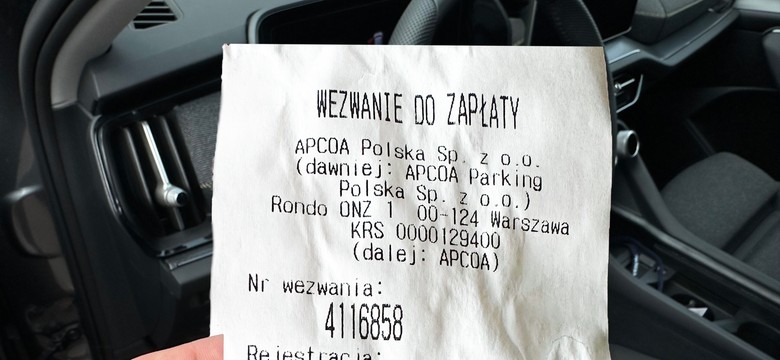 WEZWANIE DO ZAPŁATY
APCOA Polska Sp. z o.o.
(dawniej: APCOA Parking
Polska Sp. z o.o.)
Rondo ONZ 1 00-124 Warszawa
KRS 0000129400
(dalej: APCOA)
Nr wezwania:
4116858
Rejestracja: